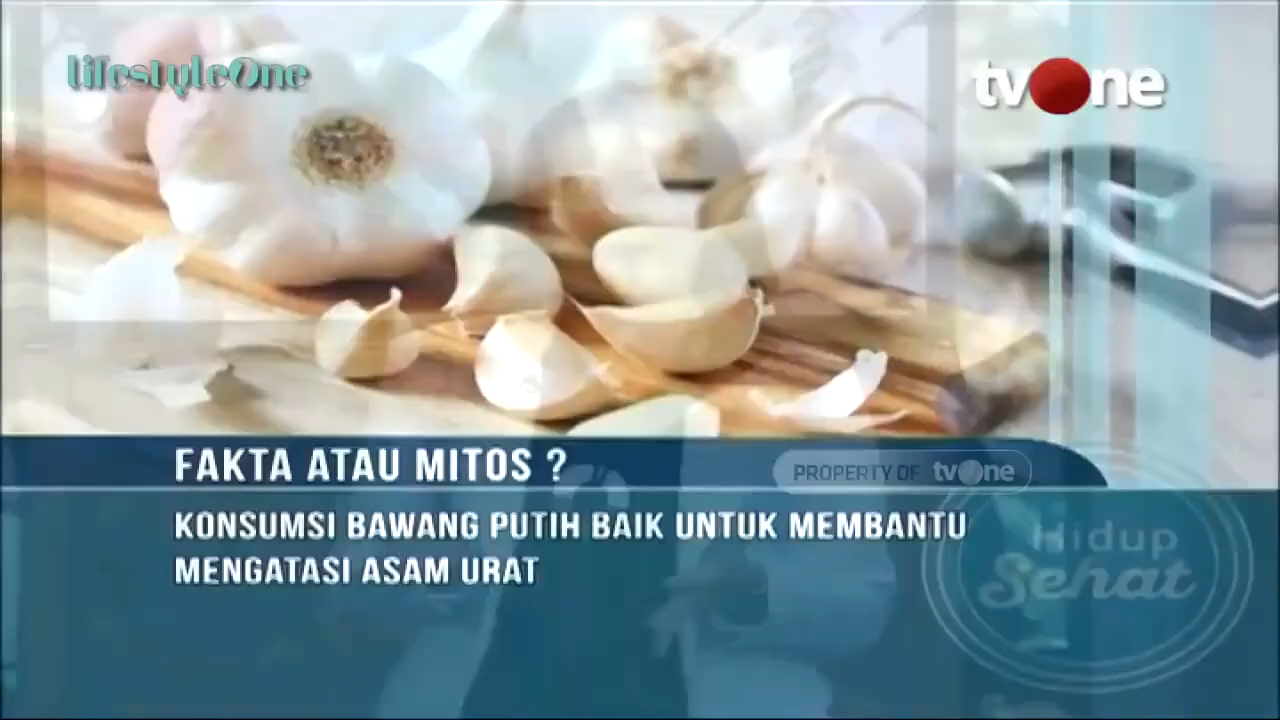 lifestyleOne
tvOne
FAKTA ATAU MITOS ?
PROPERTY OF tvOne
KONSUMSI BAWANG PUTIH BAIK UNTUK MEMBANTU
MENGATASI ASAM URAT
Hidup
Sehat